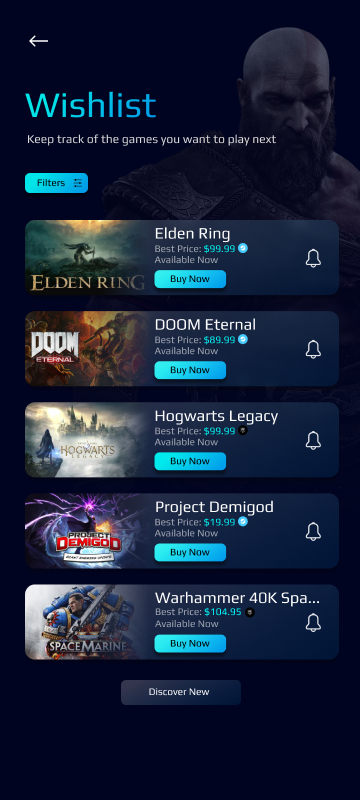 Wishlist
Keep track of the games you want to play next
Filters
ELDEN RING
Elden Ring
Best Price: $99.99
Available Now
Buy Now
DOOM
ETERNAL
DOOM Eternal
Best Price: $89.99
Available Now
Buy Now
HOGWARTS
LEGACY
Hogwarts Legacy
Best Price: $99.99
Available Now
Buy Now
PROJECT
DEMIGOD
Project Demigod
Best Price: $19.99
Available Now
Buy Now
SPACE MARINE
Warhammer 40K Spa...
Best Price: $104.95
Available Now
Buy Now
Discover New